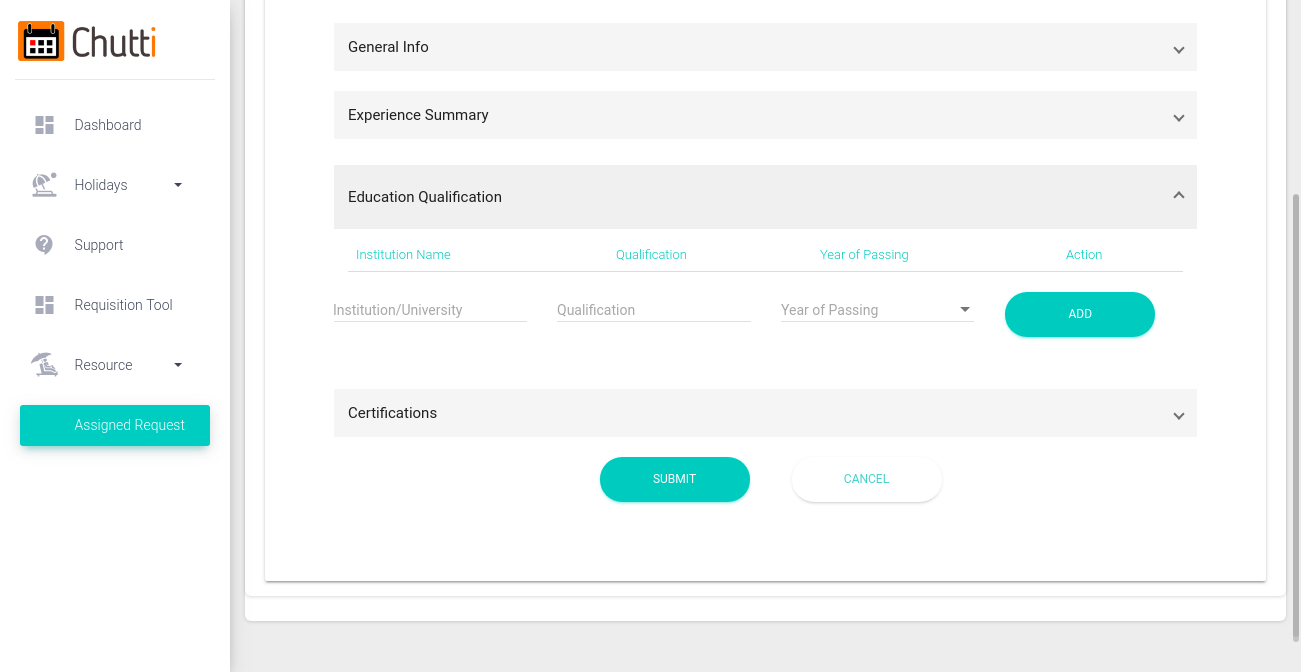 Chutti
Dashboard
Holidays
Support
Requisition Tool
Resource
Assigned Request
General Info
Experience Summary
Education Qualification
Institution Name Qualification Year of Passing Action
Institution/University Qualification Year of Passing ADD
Certifications
SUBMIT CANCEL